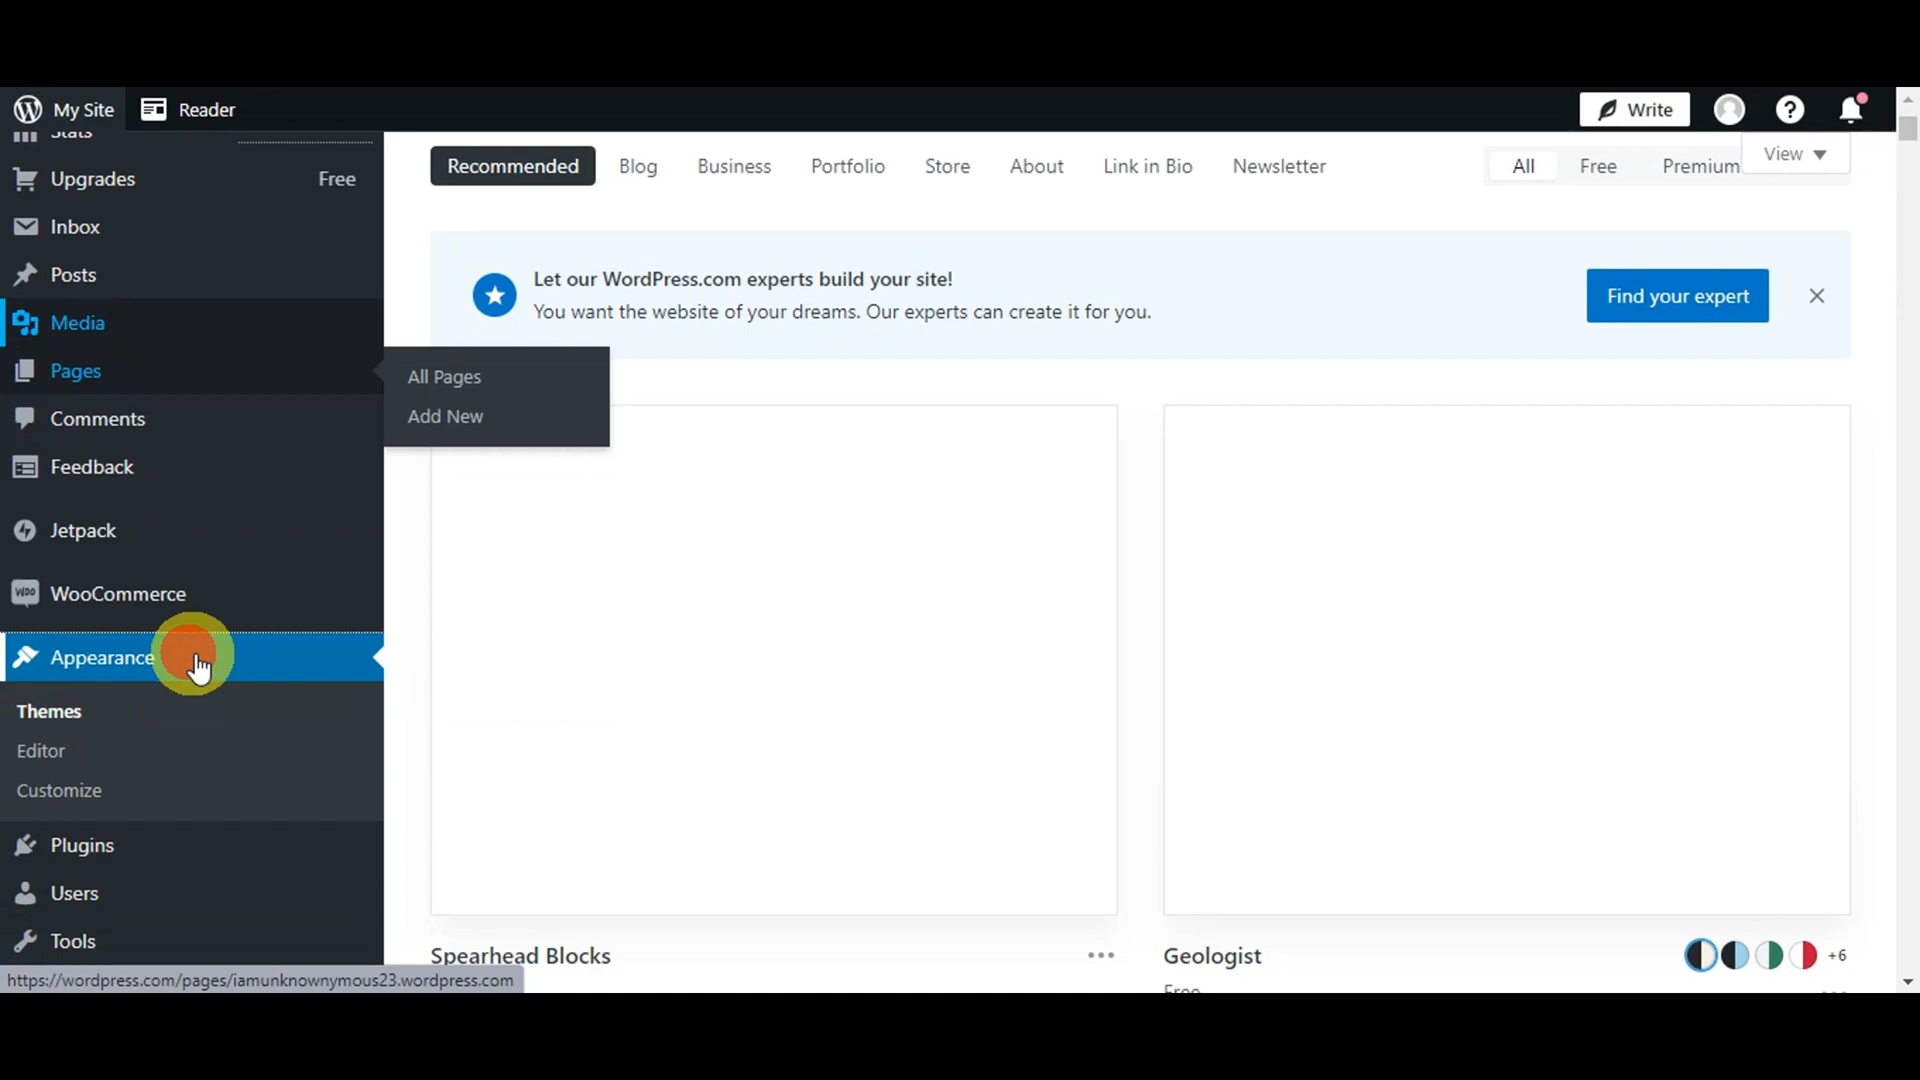 My Site
Reader
Write
Stats
Upgrades
Free
Inbox
Posts
Media
Pages
All Pages
Add New
Comments
Feedback
Jetpack
WOO
WooCommerce
Appearance
Themes
Editor
Customize
Plugins
Users
Tools
https://wordpress.com/pages/iamunknownymous23.wordpress.com
Recommended
Blog
Business
Portfolio
Store
About
Link in Bio
Newsletter
All
Free
Premium
View
Let our WordPress.com experts build your site!
You want the website of your dreams. Our experts can create it for you.
Find your expert
Spearhead Blocks
Geologist
+6
Free